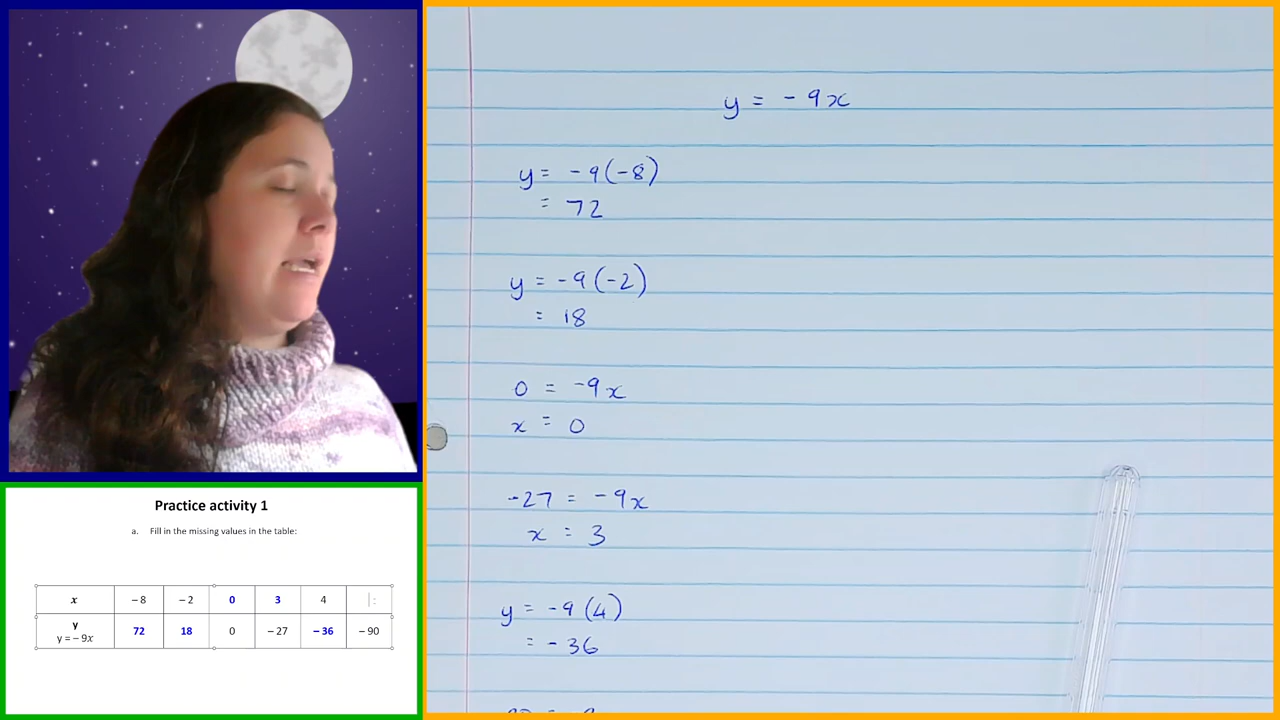 y = - 9x
y = - 9(-8)
= 72
y = - 9(-2)
= 18
0 = -9x
x = 0
-27 = -9x
x = 3
y = -9(4)
= - 36
Practice activity 1
a. Fill in the missing values in the table:
x – 8 – 2 0 3 4
y
y = – 9x 72 18 0 – 27 – 36 – 90